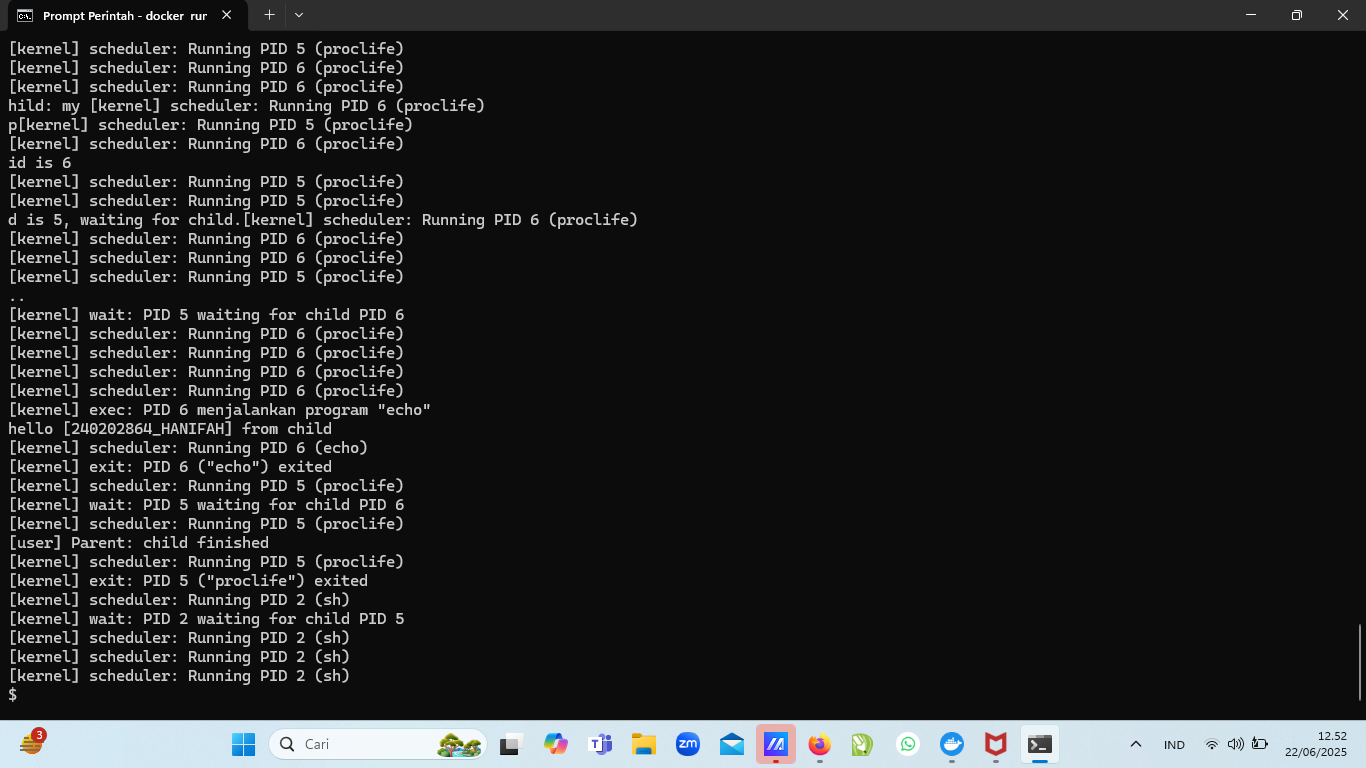 Prompt Perintah - docker run
[kernel] scheduler: Running PID 5 (proclife)
[kernel] scheduler: Running PID 6 (proclife)
[kernel] scheduler: Running PID 6 (proclife)
hild: my [kernel] scheduler: Running PID 6 (proclife)
p[kernel] scheduler: Running PID 5 (proclife)
[kernel] scheduler: Running PID 6 (proclife)
id is 6
[kernel] scheduler: Running PID 5 (proclife)
[kernel] scheduler: Running PID 5 (proclife)
d is 5, waiting for child.[kernel] scheduler: Running PID 6 (proclife)
[kernel] scheduler: Running PID 6 (proclife)
[kernel] scheduler: Running PID 6 (proclife)
[kernel] scheduler: Running PID 5 (proclife)
..
[kernel] wait: PID 5 waiting for child PID 6
[kernel] scheduler: Running PID 6 (proclife)
[kernel] scheduler: Running PID 6 (proclife)
[kernel] scheduler: Running PID 6 (proclife)
[kernel] scheduler: Running PID 6 (proclife)
[kernel] exec: PID 6 menjalankan program "echo"
hello [240202864_HANIFAH] from child
[kernel] scheduler: Running PID 6 (echo)
[kernel] exit: PID 6 ("echo") exited
[kernel] scheduler: Running PID 5 (proclife)
[kernel] wait: PID 5 waiting for child PID 6
[kernel] scheduler: Running PID 5 (proclife)
[user] Parent: child finished
[kernel] scheduler: Running PID 5 (proclife)
[kernel] exit: PID 5 ("proclife") exited
[kernel] scheduler: Running PID 2 (sh)
[kernel] wait: PID 2 waiting for child PID 5
[kernel] scheduler: Running PID 2 (sh)
[kernel] scheduler: Running PID 2 (sh)
[kernel] scheduler: Running PID 2 (sh)
$
3
Cari
zm
IND
12.52
22/06/2025